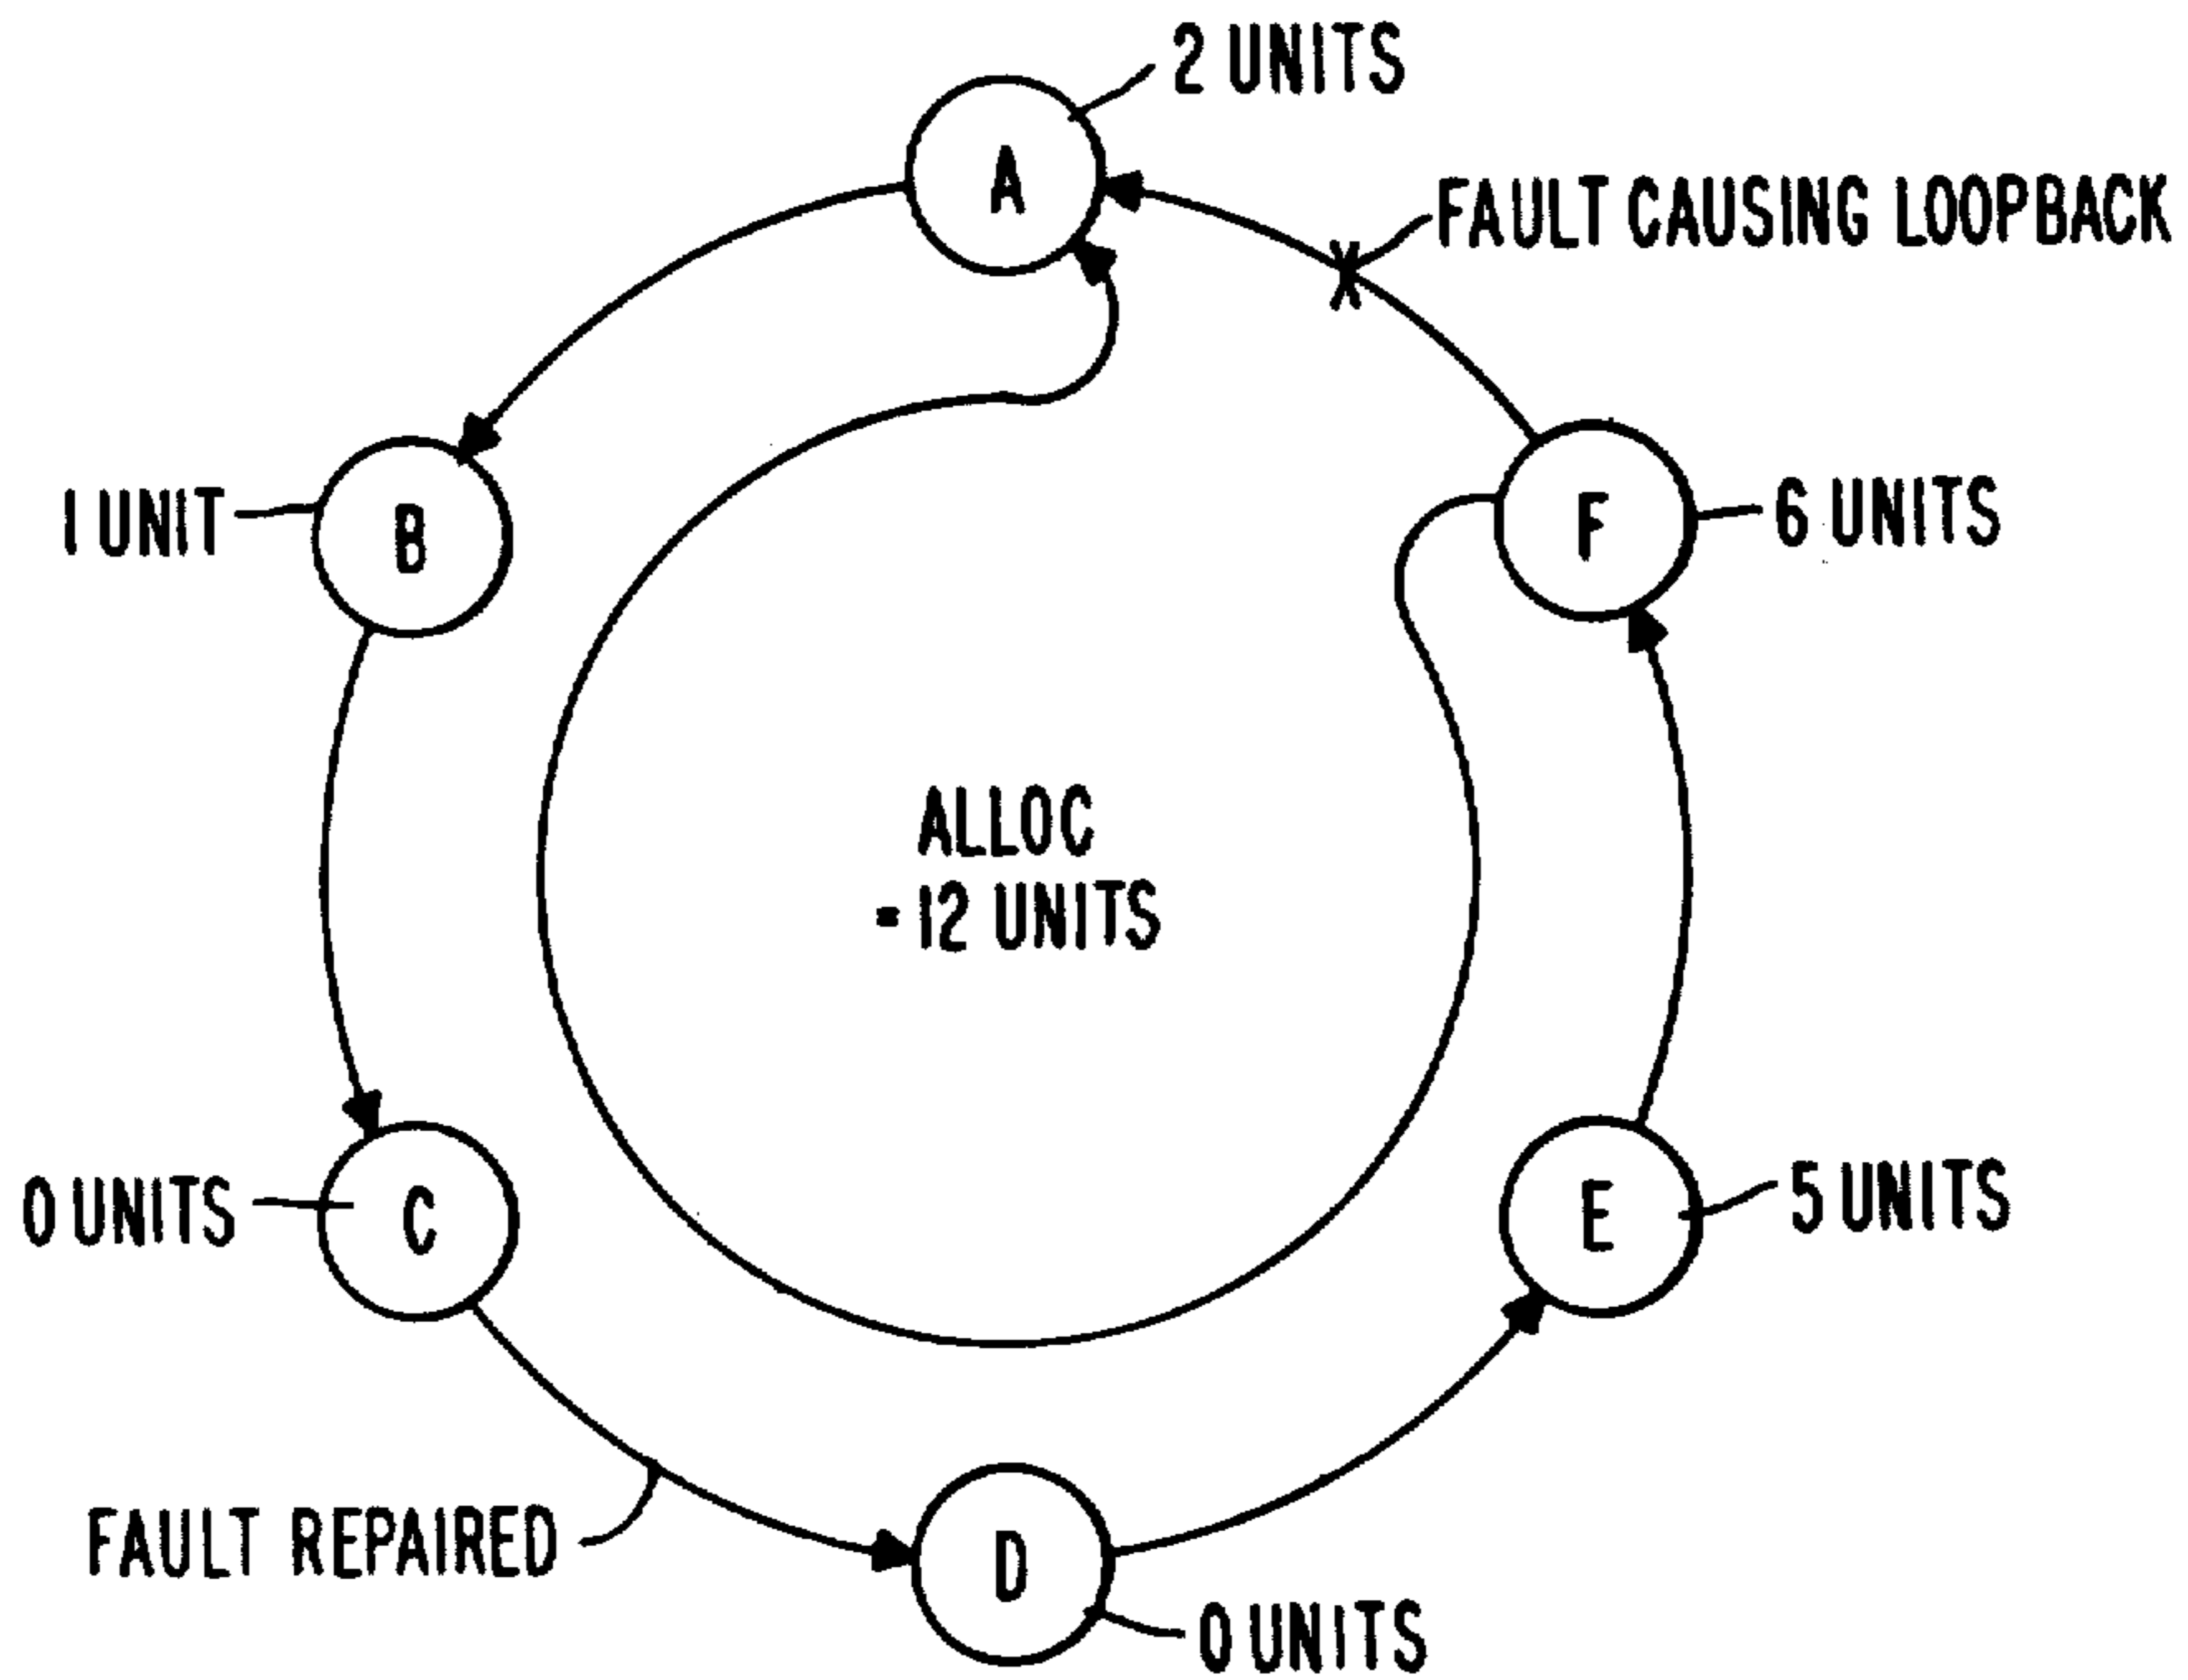 2 UNITS
A
FAULT CAUSING LOOPBACK
1 UNIT
B
F
6 UNITS
ALLOC
= 12 UNITS
0 UNITS
C
E
5 UNITS
FAULT REPAIRED
D
0 UNITS